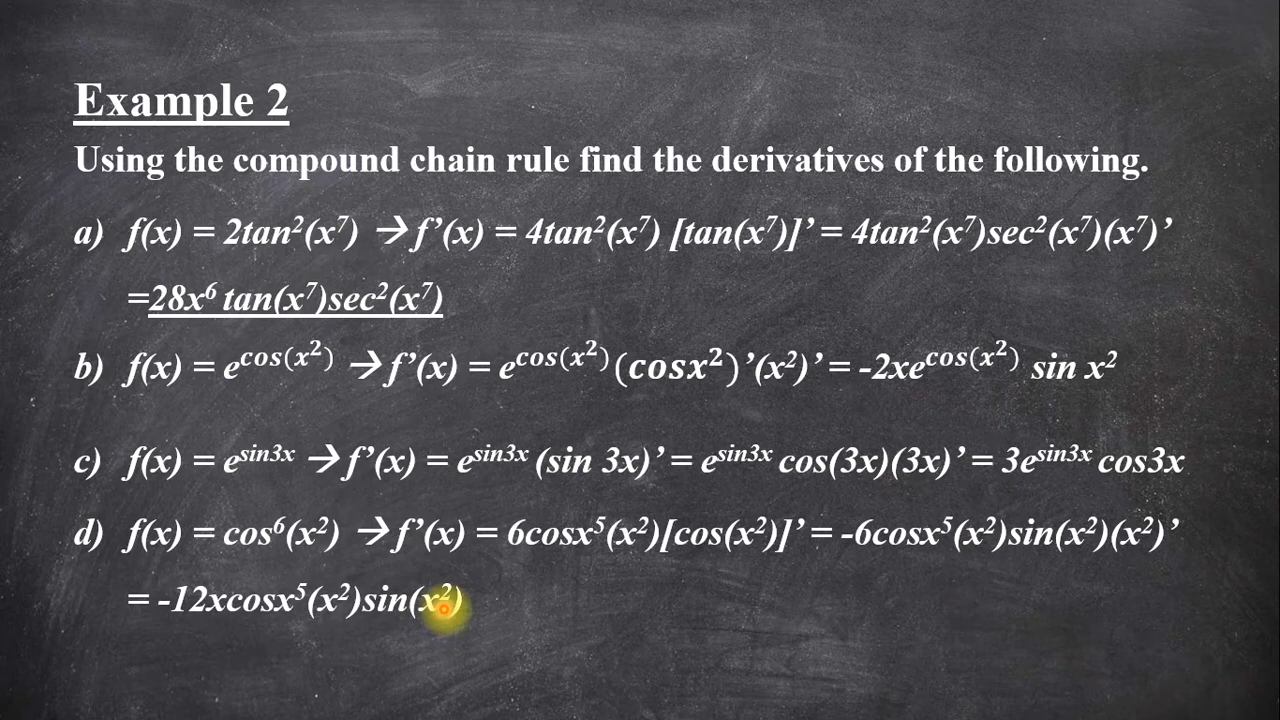 Example 2
Using the compound chain rule find the derivatives of the following.
a) f(x) = 2tan²(x⁷) → f’(x) = 4tan²(x⁷) [tan(x⁷)]’ = 4tan²(x⁷)sec²(x⁷)(x⁷)’
=28x⁶ tan(x⁷)sec²(x⁷)
b) f(x) = e^cos(x²) → f’(x) = e^cos(x²)(cosx²)’(x²)’ = -2xe^cos(x²) sin x²
c) f(x) = e^sin3x → f’(x) = e^sin3x (sin 3x)’ = e^sin3x cos(3x)(3x)’ = 3e^sin3x cos3x
d) f(x) = cos⁶(x²) → f’(x) = 6cosx⁵(x²)[cos(x²)]’ = -6cosx⁵(x²)sin(x²)(x²)’
= -12xcosx⁵(x²)sin(x²)